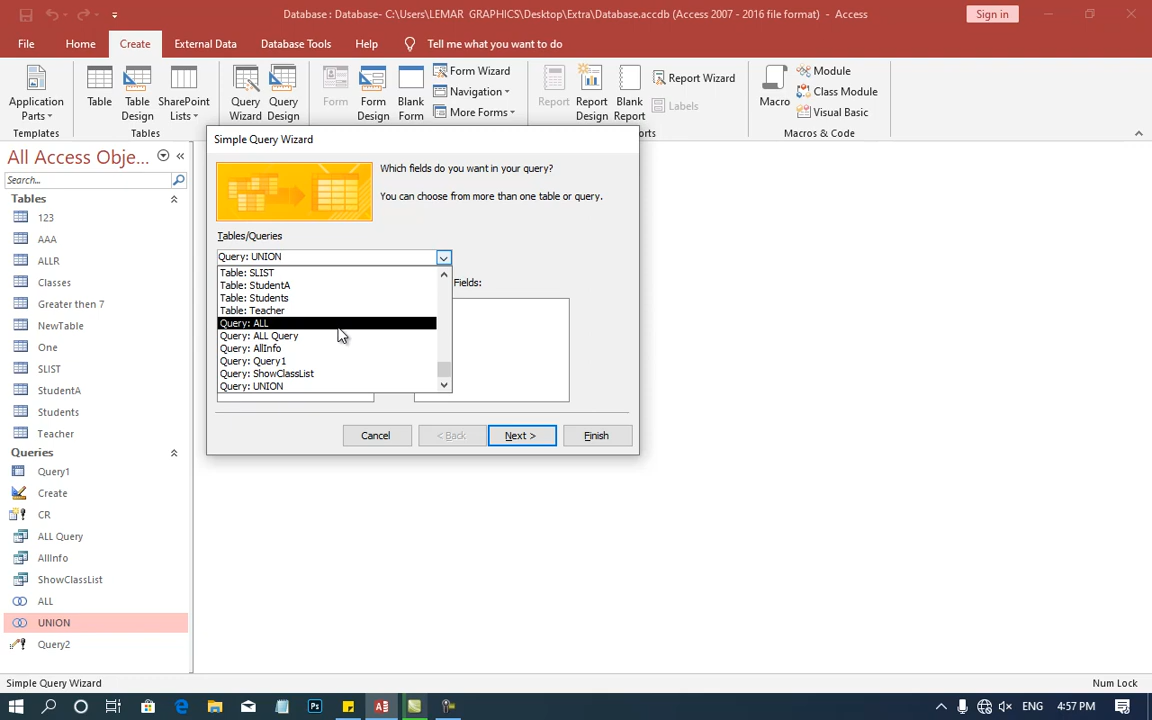 Database : Database- C:\Users\LEMAR GRAPHICS\Desktop\Extra\Database.accdb (Access 2007 - 2016 file format) - Access
Sign in
File Home Create External Data Database Tools Help Tell me what you want to do
Application Parts
Table
Table Design
SharePoint Lists
Query Wizard
Query Design
Form
Form Design
Blank Form
Form Wizard
Navigation
More Forms
Report
Report Design
Blank Report
Report Wizard
Labels
Macro
Module
Class Module
Visual Basic
Templates
Tables
orts
Macros & Code
All Access Obje...
Search...
Tables
123
AAA
ALLR
Classes
Greater then 7
NewTable
One
SLIST
StudentA
Students
Teacher
Queries
Query1
Create
CR
ALL Query
AllInfo
ShowClassList
ALL
UNION
Query2
Simple Query Wizard
Which fields do you want in your query?
You can choose from more than one table or query.
Tables/Queries
Query: UNION
Fields:
Table: SLIST
Table: StudentA
Table: Students
Table: Teacher
Query: ALL
Query: ALL Query
Query: AllInfo
Query: Query1
Query: ShowClassList
Query: UNION
Cancel
< Back
Next >
Finish
Simple Query Wizard
Num Lock
ENG
4:57 PM